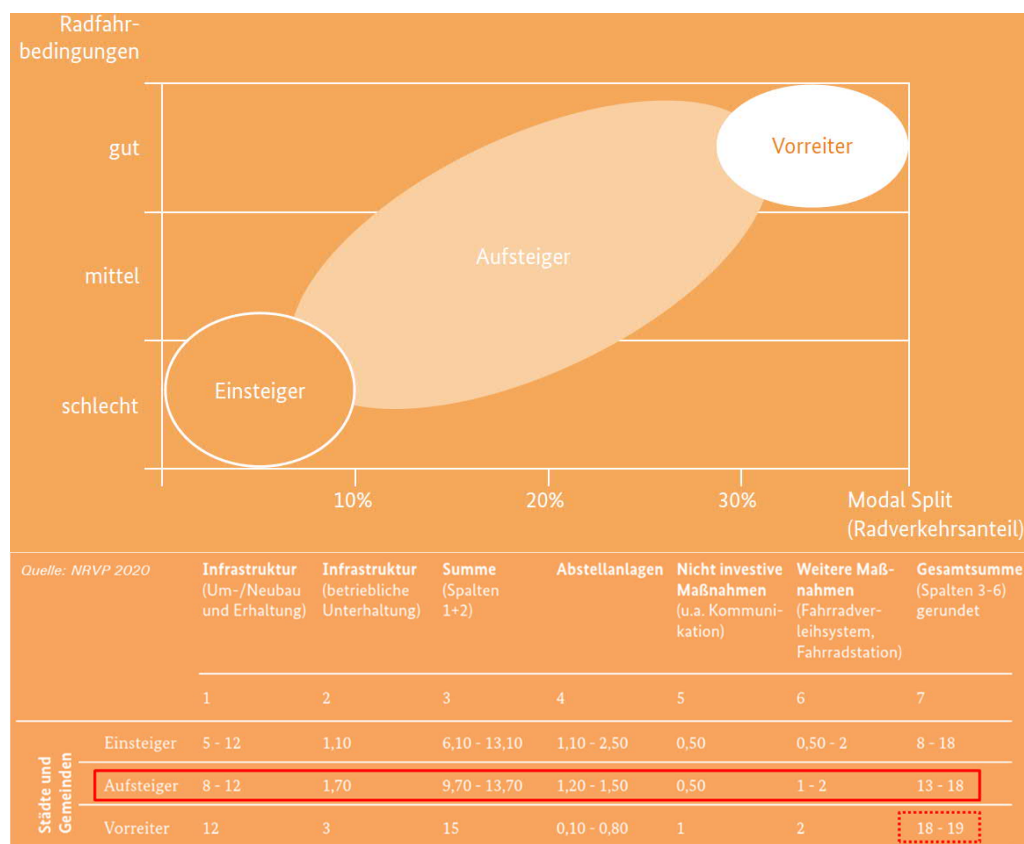 Radfahr-
bedingungen
gut
Vorreiter
Aufsteiger
mittel
Einsteiger
schlecht
10%
20%
30%
Modal Split
(Radverkehrsanteil)
Quelle: NRVP 2020
Infrastruktur
(Um-/Neubau
und Erhaltung)
Infrastruktur
(betriebliche
Unterhaltung)
Summe
(Spalten
1+2)
Abstellanlagen
Nicht investive
Maßnahmen
(u.a. Kommuni-
kation)
Weitere Maß-
nahmen
(Fahrradver-
leihsystem,
Fahrradstation)
Gesamtsumme
(Spalten 3-6)
gerundet
1 2 3 4 5 6 7
Städte und
Gemeinden
Einsteiger 5 - 12 1,10 6,10 - 13,10 1,10 - 2,50 0,50 0,50 - 2 8 - 18
Aufsteiger 8 - 12 1,70 9,70 - 13,70 1,20 - 1,50 0,50 1 - 2 13 - 18
Vorreiter 12 3 15 0,10 - 0,80 1 2 18 - 19